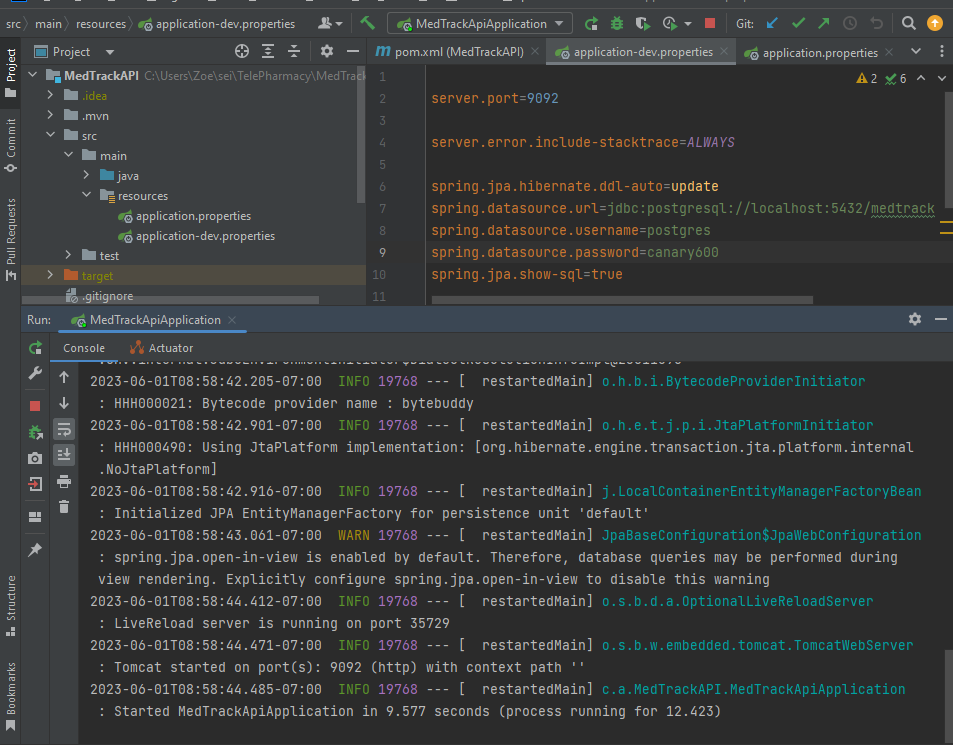 src main resources application-dev.properties MedTrackApiApplication Git:
Project pom.xml (MedTrackAPI) application-dev.properties application.properties
MedTrackAPI C:\Users\Zoe\sei\TelePharmacy\MedTrack
.idea
.mvn
src
main
java
resources
application.properties
application-dev.properties
test
target
.gitignore
Project
Commit
Pull Requests
2 6
1
2 server.port=9092
3
4 server.error.include-stacktrace=ALWAYS
5
6 spring.jpa.hibernate.ddl-auto=update
7 spring.datasource.url=jdbc:postgresql://localhost:5432/medtrack
8 spring.datasource.username=postgres
9 spring.datasource.password=canary600
10 spring.jpa.show-sql=true
11
Run: MedTrackApiApplication
Console Actuator
2023-06-01T08:58:42.205-07:00 INFO 19768 --- [ restartedMain] o.h.b.i.BytecodeProviderInitiator
: HHH000021: Bytecode provider name : bytebuddy
2023-06-01T08:58:42.901-07:00 INFO 19768 --- [ restartedMain] o.h.e.t.j.p.i.JtaPlatformInitiator
: HHH000490: Using JtaPlatform implementation: [org.hibernate.engine.transaction.jta.platform.internal
.NoJtaPlatform]
2023-06-01T08:58:42.916-07:00 INFO 19768 --- [ restartedMain] j.LocalContainerEntityManagerFactoryBean
: Initialized JPA EntityManagerFactory for persistence unit 'default'
2023-06-01T08:58:43.061-07:00 WARN 19768 --- [ restartedMain] JpaBaseConfiguration$JpaWebConfiguration
: spring.jpa.open-in-view is enabled by default. Therefore, database queries may be performed during
view rendering. Explicitly configure spring.jpa.open-in-view to disable this warning
2023-06-01T08:58:44.412-07:00 INFO 19768 --- [ restartedMain] o.s.b.d.a.OptionalLiveReloadServer
: LiveReload server is running on port 35729
2023-06-01T08:58:44.471-07:00 INFO 19768 --- [ restartedMain] o.s.b.w.embedded.tomcat.TomcatWebServer
: Tomcat started on port(s): 9092 (http) with context path ''
2023-06-01T08:58:44.485-07:00 INFO 19768 --- [ restartedMain] c.a.MedTrackAPI.MedTrackApiApplication
: Started MedTrackApiApplication in 9.577 seconds (process running for 12.423)
Structure
Bookmarks